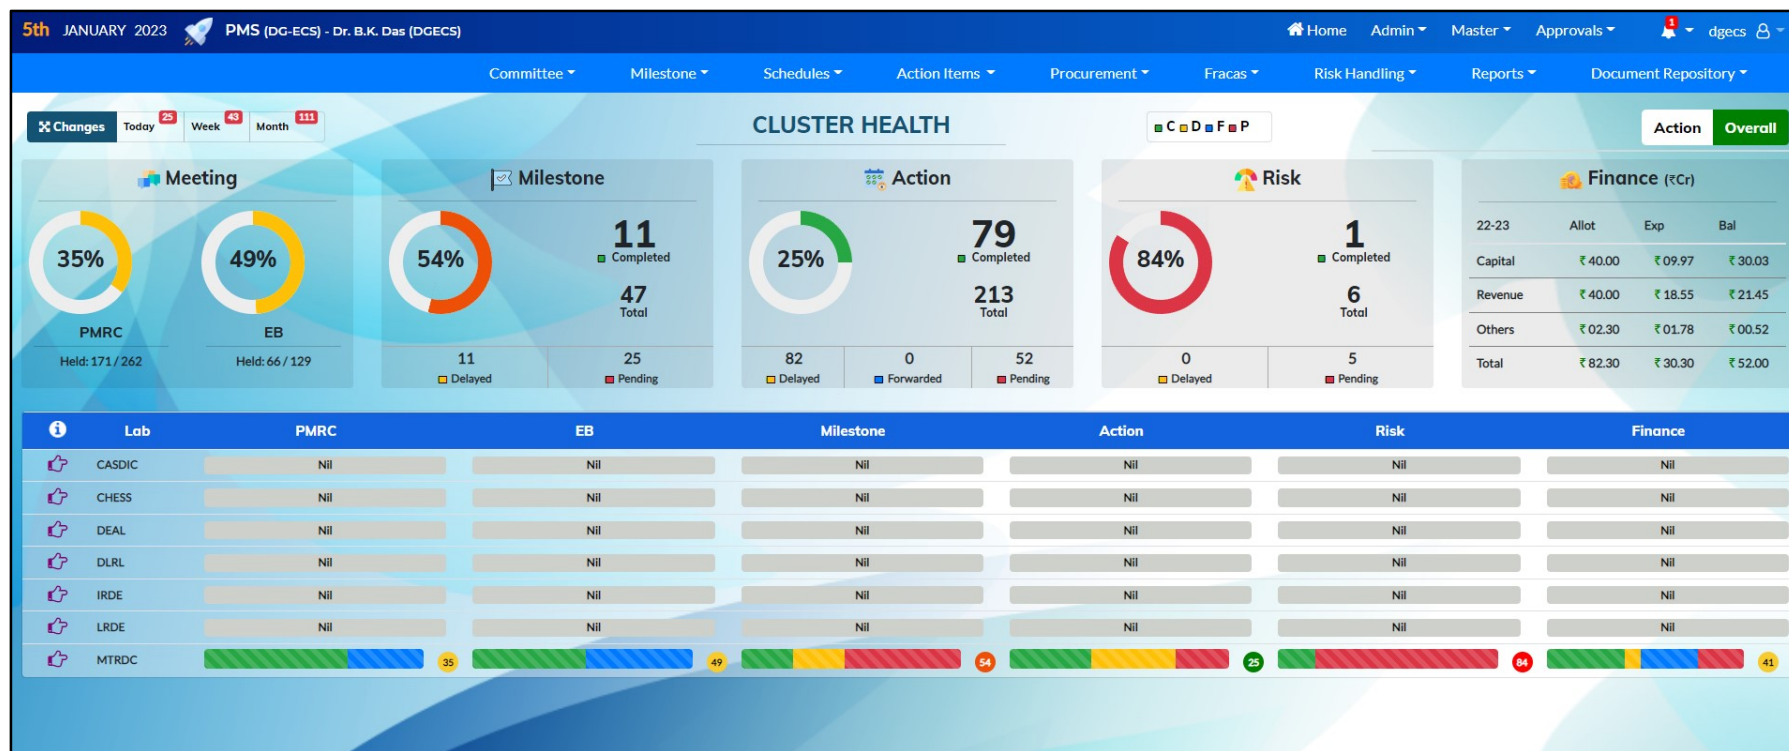 5th JANUARY 2023 PMS (DG-ECS) - Dr. B.K. Das (DGECS) Home Admin Master Approvals 1 dgecs
Committee Milestone Schedules Action Items Procurement Fracas Risk Handling Reports Document Repository
Changes Today 25 Week 43 Month 111 CLUSTER HEALTH C D F P Action Overall
Meeting Milestone Action Risk Finance (₹Cr)
35% 49% 54% 11 Completed 25% 79 Completed 84% 1 Completed 22-23 Allot Exp Bal
Capital ₹ 40.00 ₹ 09.97 ₹ 30.03
47 Total 213 Total 6 Total Revenue ₹ 40.00 ₹ 18.55 ₹ 21.45
PMRC EB Others ₹ 02.30 ₹ 01.78 ₹ 00.52
Held: 171 / 262 Held: 66 / 129 11 25 82 0 52 0 5 Total ₹ 82.30 ₹ 30.30 ₹ 52.00
Delayed Pending Delayed Forwarded Pending Delayed Pending
Lab PMRC EB Milestone Action Risk Finance
CASDIC Nil Nil Nil Nil Nil Nil
CHESS Nil Nil Nil Nil Nil Nil
DEAL Nil Nil Nil Nil Nil Nil
DLRL Nil Nil Nil Nil Nil Nil
IRDE Nil Nil Nil Nil Nil Nil
LRDE Nil Nil Nil Nil Nil Nil
MTRDC 35 49 54 25 84 41